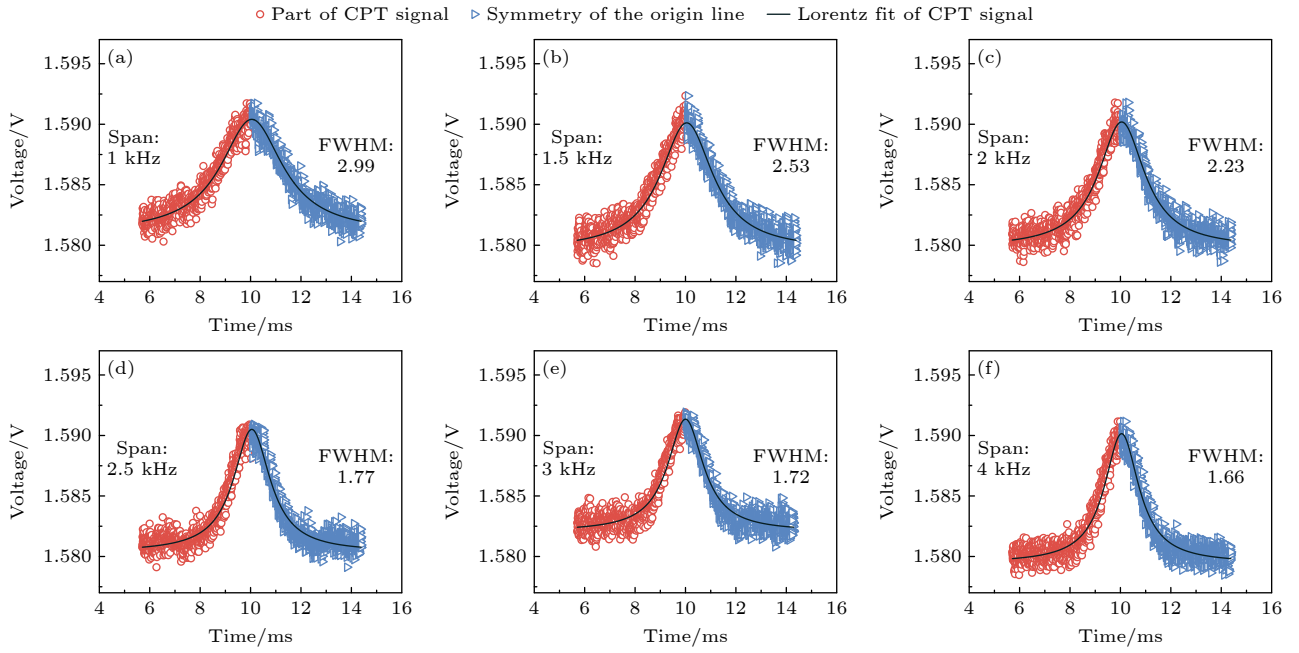 Part of CPT signal Symmetry of the origin line Lorentz fit of CPT signal
(a)
1.595
1.590
1.585
1.580
Voltage/V
Span:
1 kHz
FWHM:
2.99
4 6 8 10 12 14 16
Time/ms
(b)
1.595
1.590
1.585
1.580
Voltage/V
Span:
1.5 kHz
FWHM:
2.53
4 6 8 10 12 14 16
Time/ms
(c)
1.595
1.590
1.585
1.580
Voltage/V
Span:
2 kHz
FWHM:
2.23
4 6 8 10 12 14 16
Time/ms
(d)
1.595
1.590
1.585
1.580
Voltage/V
Span:
2.5 kHz
FWHM:
1.77
4 6 8 10 12 14 16
Time/ms
(e)
1.595
1.590
1.585
1.580
Voltage/V
Span:
3 kHz
FWHM:
1.72
4 6 8 10 12 14 16
Time/ms
(f)
1.595
1.590
1.585
1.580
Voltage/V
Span:
4 kHz
FWHM:
1.66
4 6 8 10 12 14 16
Time/ms